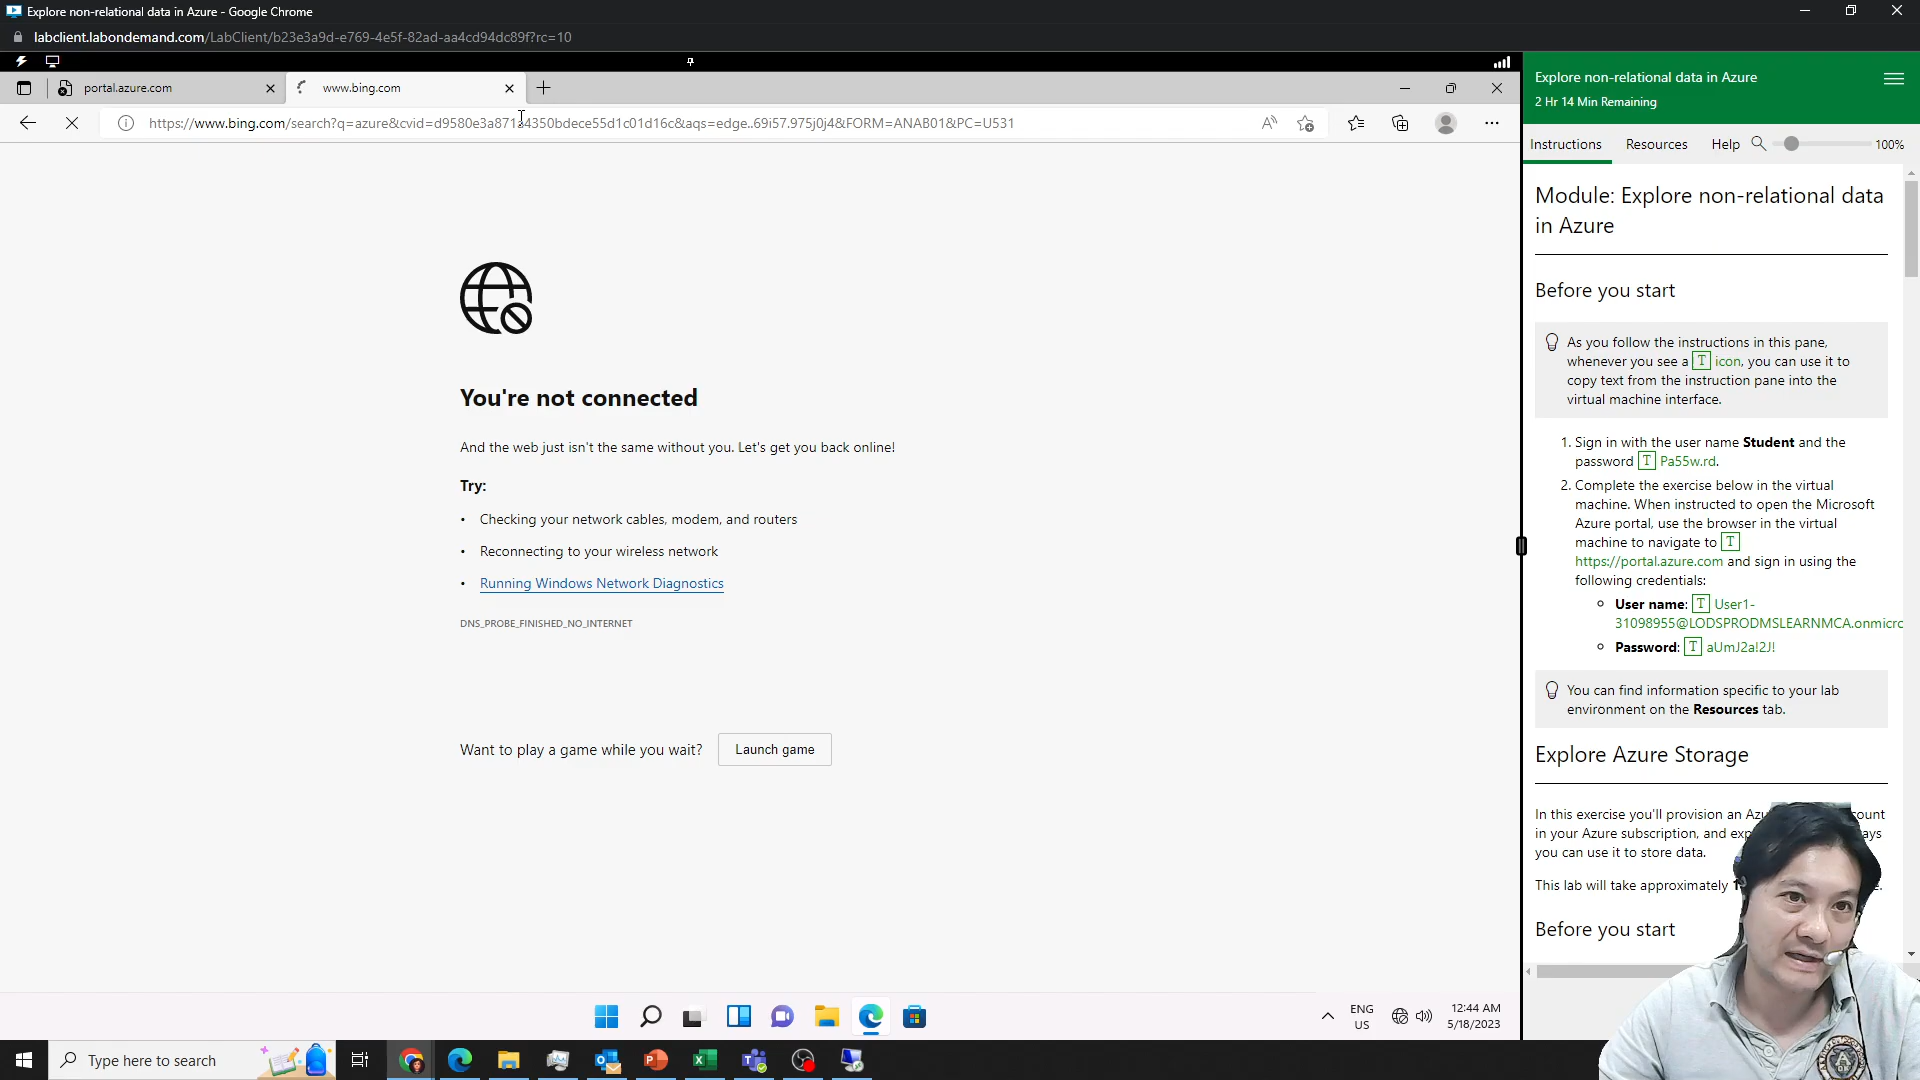 Explore non-relational data in Azure - Google Chrome
labclient.labondemand.com/LabClient/b23e3a9d-e769-4e5f-82ad-aa4cd94dc89f?rc=10
portal.azure.com
www.bing.com
https://www.bing.com/search?q=azure&cvid=d9580e3a871a4350bdece55d1c01d16c&aqs=edge..69i57.975j0j4&FORM=ANAB01&PC=U531
You're not connected
And the web just isn't the same without you. Let's get you back online!
Try:
• Checking your network cables, modem, and routers
• Reconnecting to your wireless network
• Running Windows Network Diagnostics
DNS_PROBE_FINISHED_NO_INTERNET
Want to play a game while you wait?
Launch game
ENG
US
12:44 AM
5/18/2023
Explore non-relational data in Azure
2 Hr 14 Min Remaining
Instructions
Resources
Help
100%
Module: Explore non-relational data
in Azure
Before you start
As you follow the instructions in this pane,
whenever you see a T icon, you can use it to
copy text from the instruction pane into the
virtual machine interface.
1. Sign in with the user name Student and the
password T Pa55w.rd.
2. Complete the exercise below in the virtual
machine. When instructed to open the Microsoft
Azure portal, use the browser in the virtual
machine to navigate to T
https://portal.azure.com and sign in using the
following credentials:
User name: T User1-
31098955@LODSPRODMSLEARNMCA.onmicro
Password: T aUmJ2a!2J!
You can find information specific to your lab
environment on the Resources tab.
Explore Azure Storage
In this exercise you'll provision an
in your Azure subscription, and
you can use it to store data.
This lab will take approximately
Before you start
Type here to search